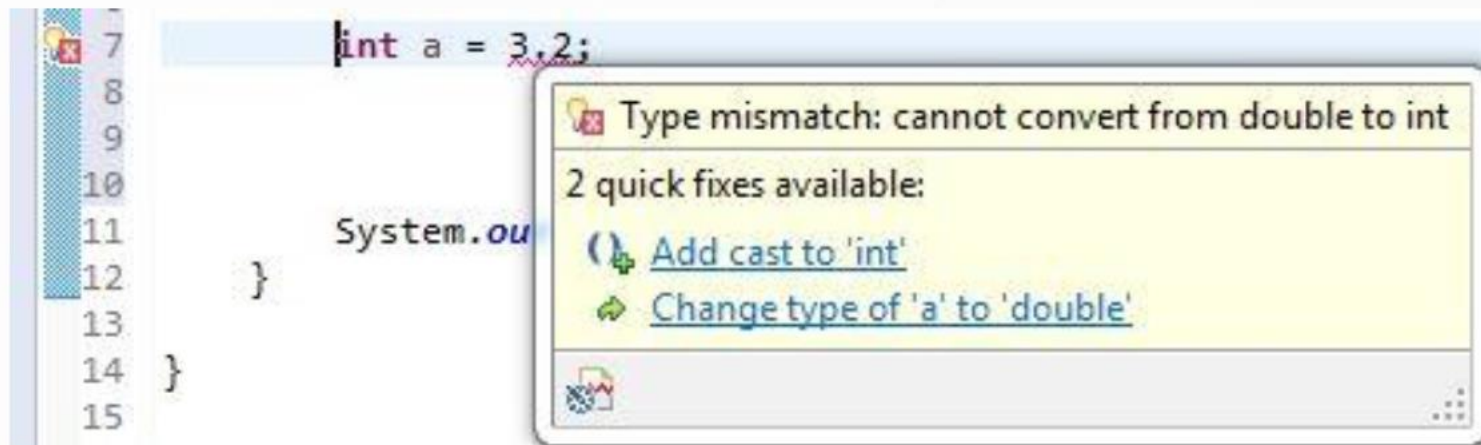 7 int a = 3.2;
8
9
10
11 System.ou
12 }
13
14 }
15
Type mismatch: cannot convert from double to int
2 quick fixes available:
Add cast to 'int'
Change type of 'a' to 'double'